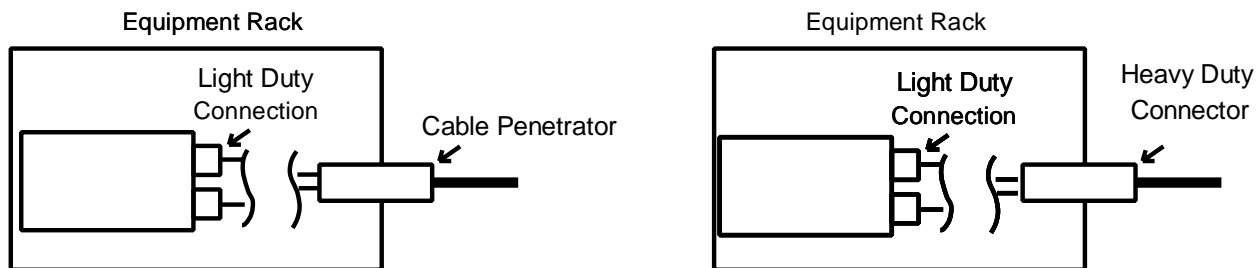 Equipment Rack
Light Duty
Connection
Cable Penetrator
Equipment Rack
Light Duty
Connection
Heavy Duty
Connector